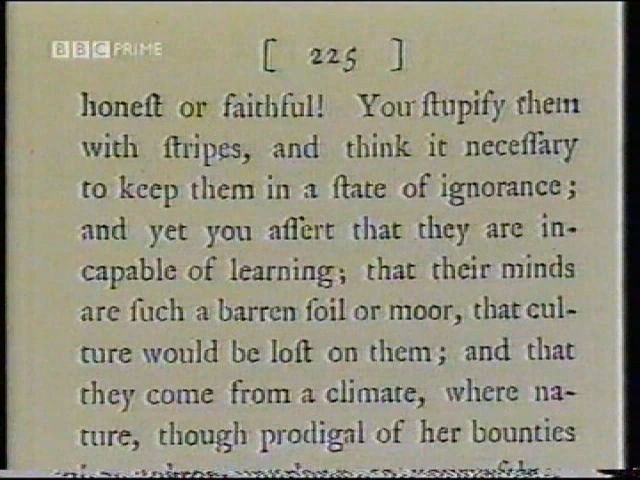 BBC PRIME
[ 225 ]
honeſt or faithful! You ſtupify them
with ſtripes, and think it neceſſary
to keep them in a ſtate of ignorance;
and yet you aſſert that they are in-
capable of learning; that their minds
are ſuch a barren ſoil or moor, that cul-
ture would be loſt on them; and that
they come from a climate, where na-
ture, though prodigal of her bounties